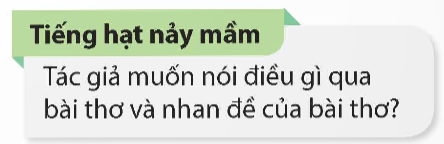 Tiếng hạt nảy mầm
Tác giả muốn nói điều gì qua
bài thơ và nhan đề của bài thơ?